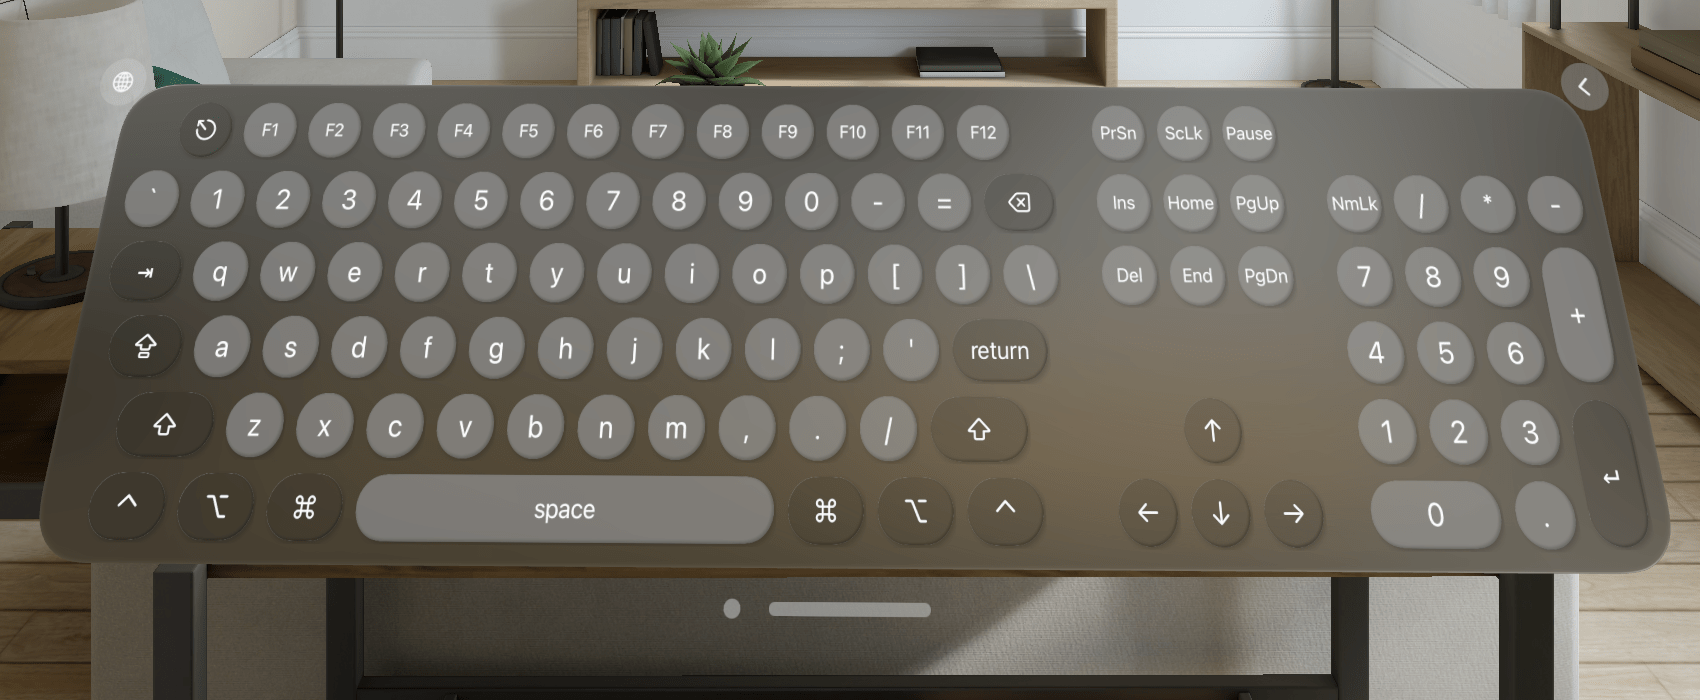 F1 F2 F3 F4 F5 F6 F7 F8 F9 F10 F11 F12 PrSn ScLk Pause
` 1 2 3 4 5 6 7 8 9 0 - = Ins Home PgUp NmLk | * -
q w e r t y u i o p [ ] \ Del End PgDn 7 8 9 +
a s d f g h j k l ; ' return 4 5 6
z x c v b n m , . / ↑ 1 2 3
^ ⌥ ⌘ space ⌘ ⌥ ^ ← ↓ → 0 .